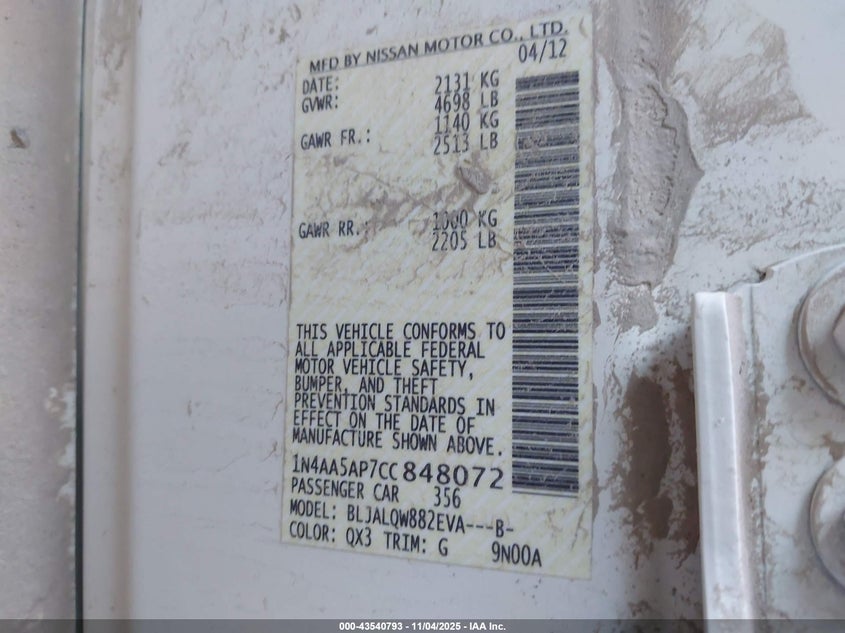 MFD BY NISSAN MOTOR CO., LTD.
DATE: 04/12
GVWR: 2131 KG
4698 LB
GAWR FR.: 1140 KG
2513 LB
GAWR RR.: 1000 KG
2205 LB
THIS VEHICLE CONFORMS TO
ALL APPLICABLE FEDERAL
MOTOR VEHICLE SAFETY,
BUMPER, AND THEFT
PREVENTION STANDARDS IN
EFFECT ON THE DATE OF
MANUFACTURE SHOWN ABOVE.
1N4AA5AP7CC848072
PASSENGER CAR 356
MODEL: BLJALQW882EVA---B-
COLOR: QX3 TRIM: G 9N00A
000-43540793 - 11/04/2025 - IAA Inc.